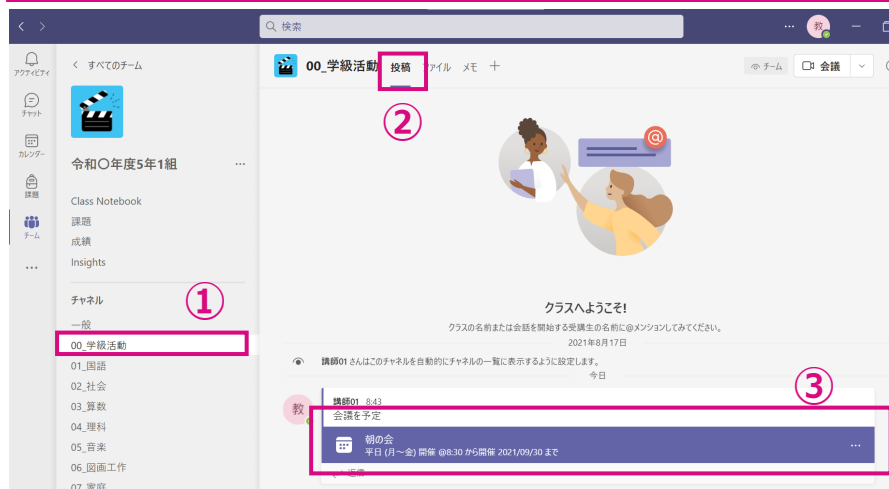 検索
教
アクティビティ
チャット
カレンダー
課題
チーム
すべてのチーム
令和〇年度5年1組
Class Notebook
課題
成績
Insights
チャネル
①
一般
00_学級活動
01_国語
02_社会
03_算数
04_理科
05_音楽
06_図画工作
07_家庭
00_学級活動 投稿 ファイル メモ +
チーム
会議
②
@
クラスへようこそ!
クラスの名前または会話を開始する受講生の名前に@メンションしてみてください。
2021年8月17日
講師01 さんはこのチャネルを自動的にチャネルの一覧に表示するように設定します。
今日
③
教
講師01 8:43
会議を予定
朝の会
平日 (月～金) 開催 @8:30 から開催 2021/09/30 まで
返信